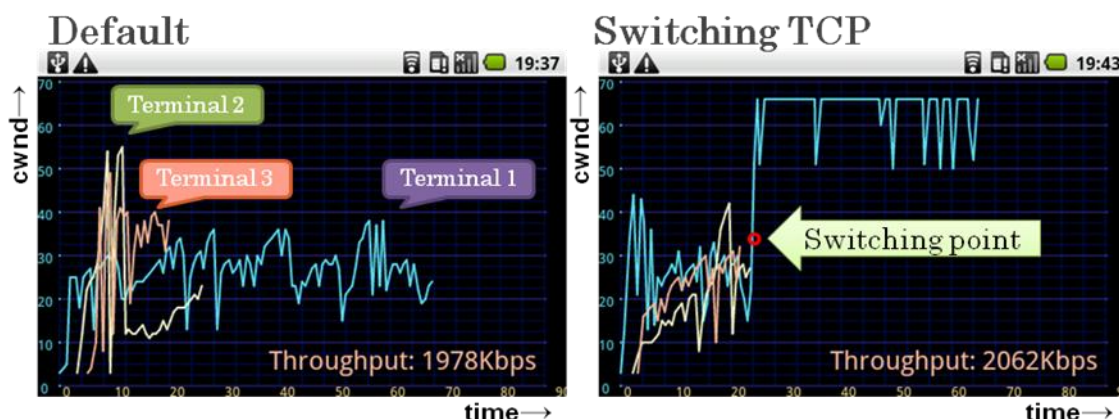 Default
19:37
cwnd→
70
60
50
40
30
20
10
0
Terminal 2
Terminal 3
Terminal 1
Throughput: 1978Kbps
0 10 20 30 40 50 60 70 80 90
time→
Switching TCP
19:43
cwnd→
70
60
50
40
30
20
10
0
Switching point
Throughput: 2062Kbps
0 10 20 30 40 50 60 70 80
time→